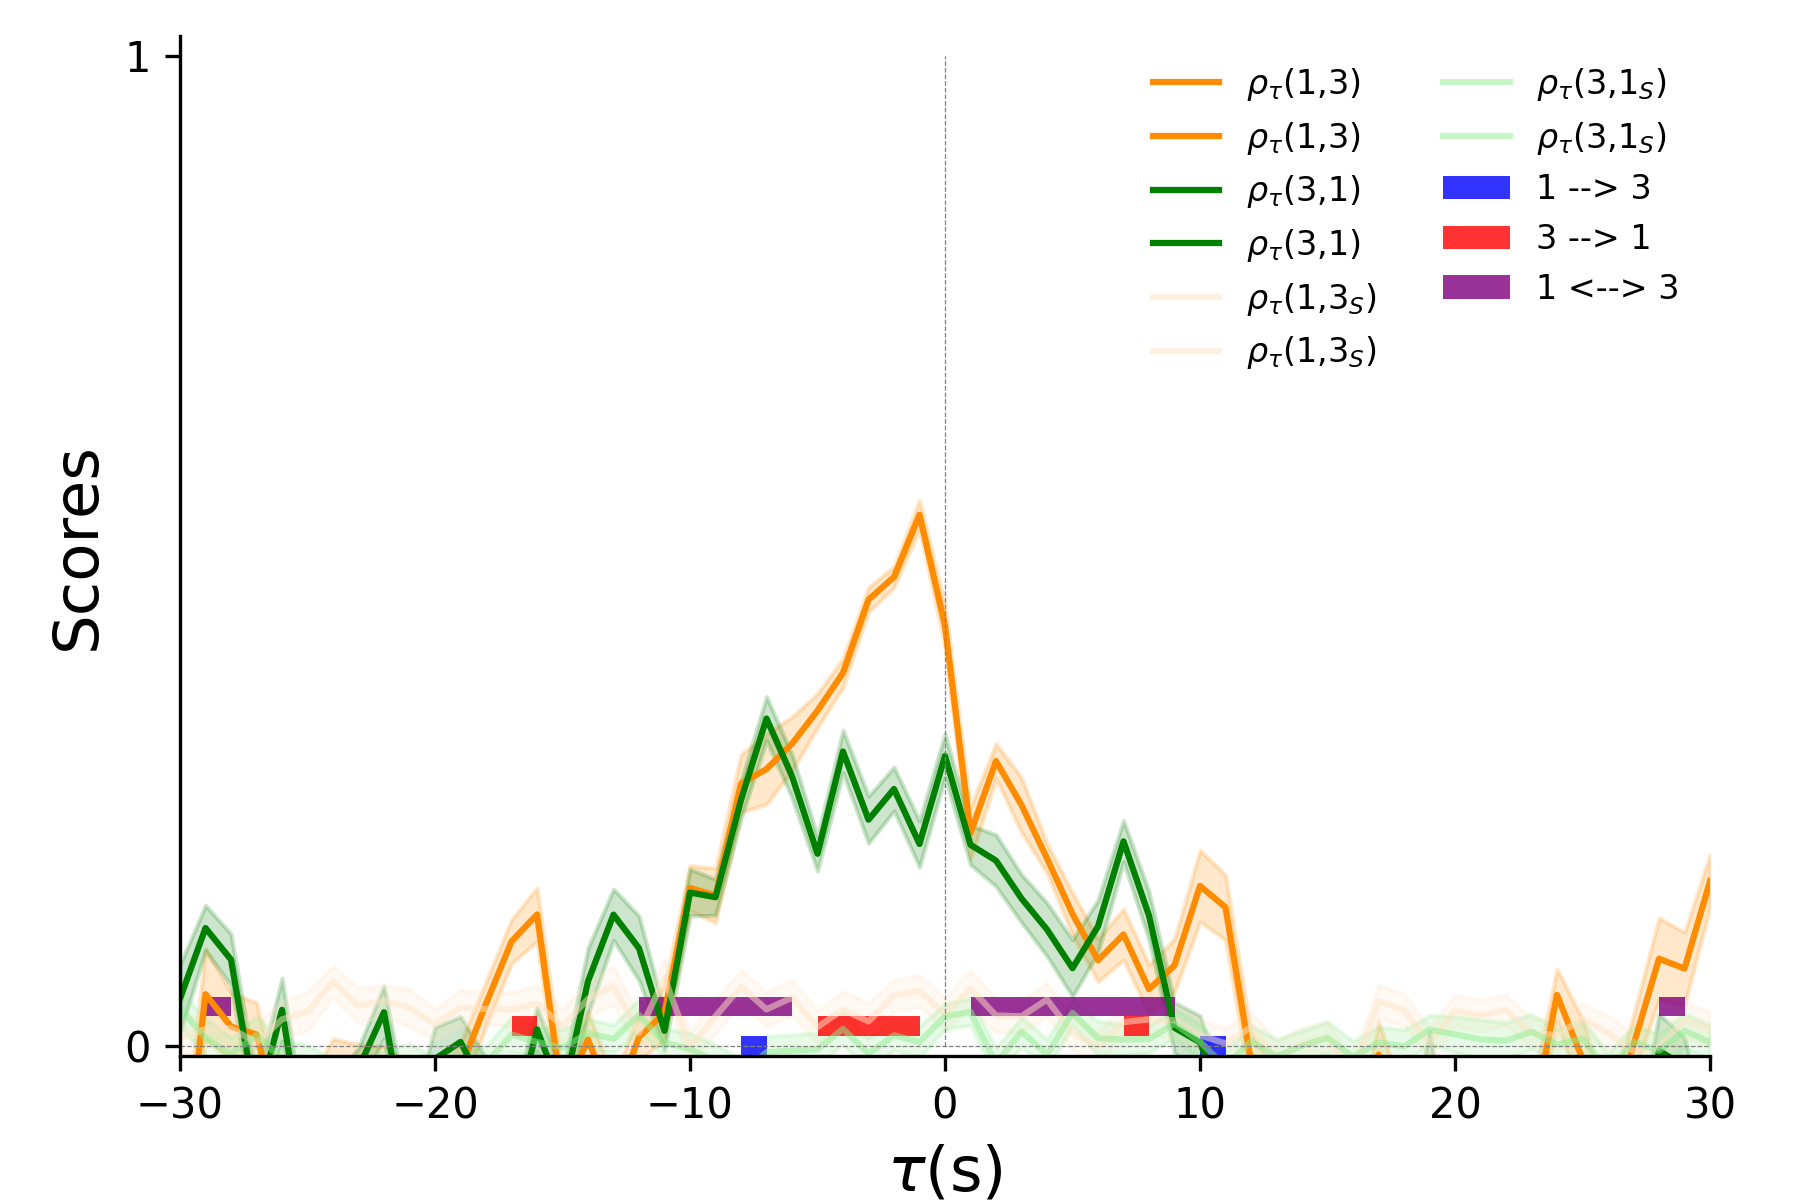 1
ρτ(1,3)
ρτ(1,3)
ρτ(3,1)
ρτ(3,1)
ρτ(1,3S)
ρτ(1,3S)
ρτ(3,1S)
ρτ(3,1S)
1 --> 3
3 --> 1
1 <--> 3
Scores
0
−30 −20 −10 0 10 20 30
τ(s)